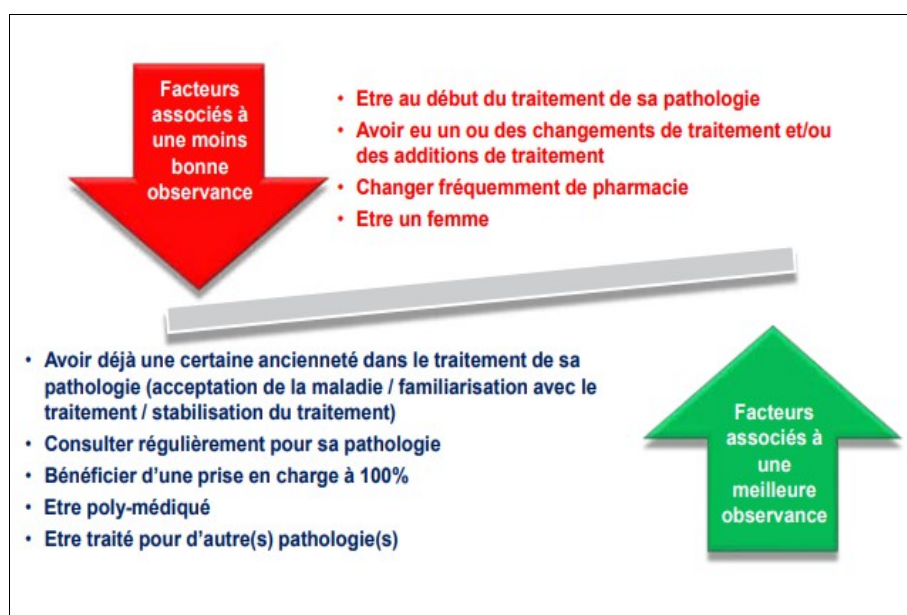 Facteurs
associés à
une moins
bonne
observance
• Etre au début du traitement de sa pathologie
• Avoir eu un ou des changements de traitement et/ou
des additions de traitement
• Changer fréquemment de pharmacie
• Etre un femme
• Avoir déjà une certaine ancienneté dans le traitement de sa
pathologie (acceptation de la maladie / familiarisation avec le
traitement / stabilisation du traitement)
• Consulter régulièrement pour sa pathologie
• Bénéficier d’une prise en charge à 100%
• Etre poly-médiqué
• Etre traité pour d’autre(s) pathologie(s)
Facteurs
associés à
une
meilleure
observance